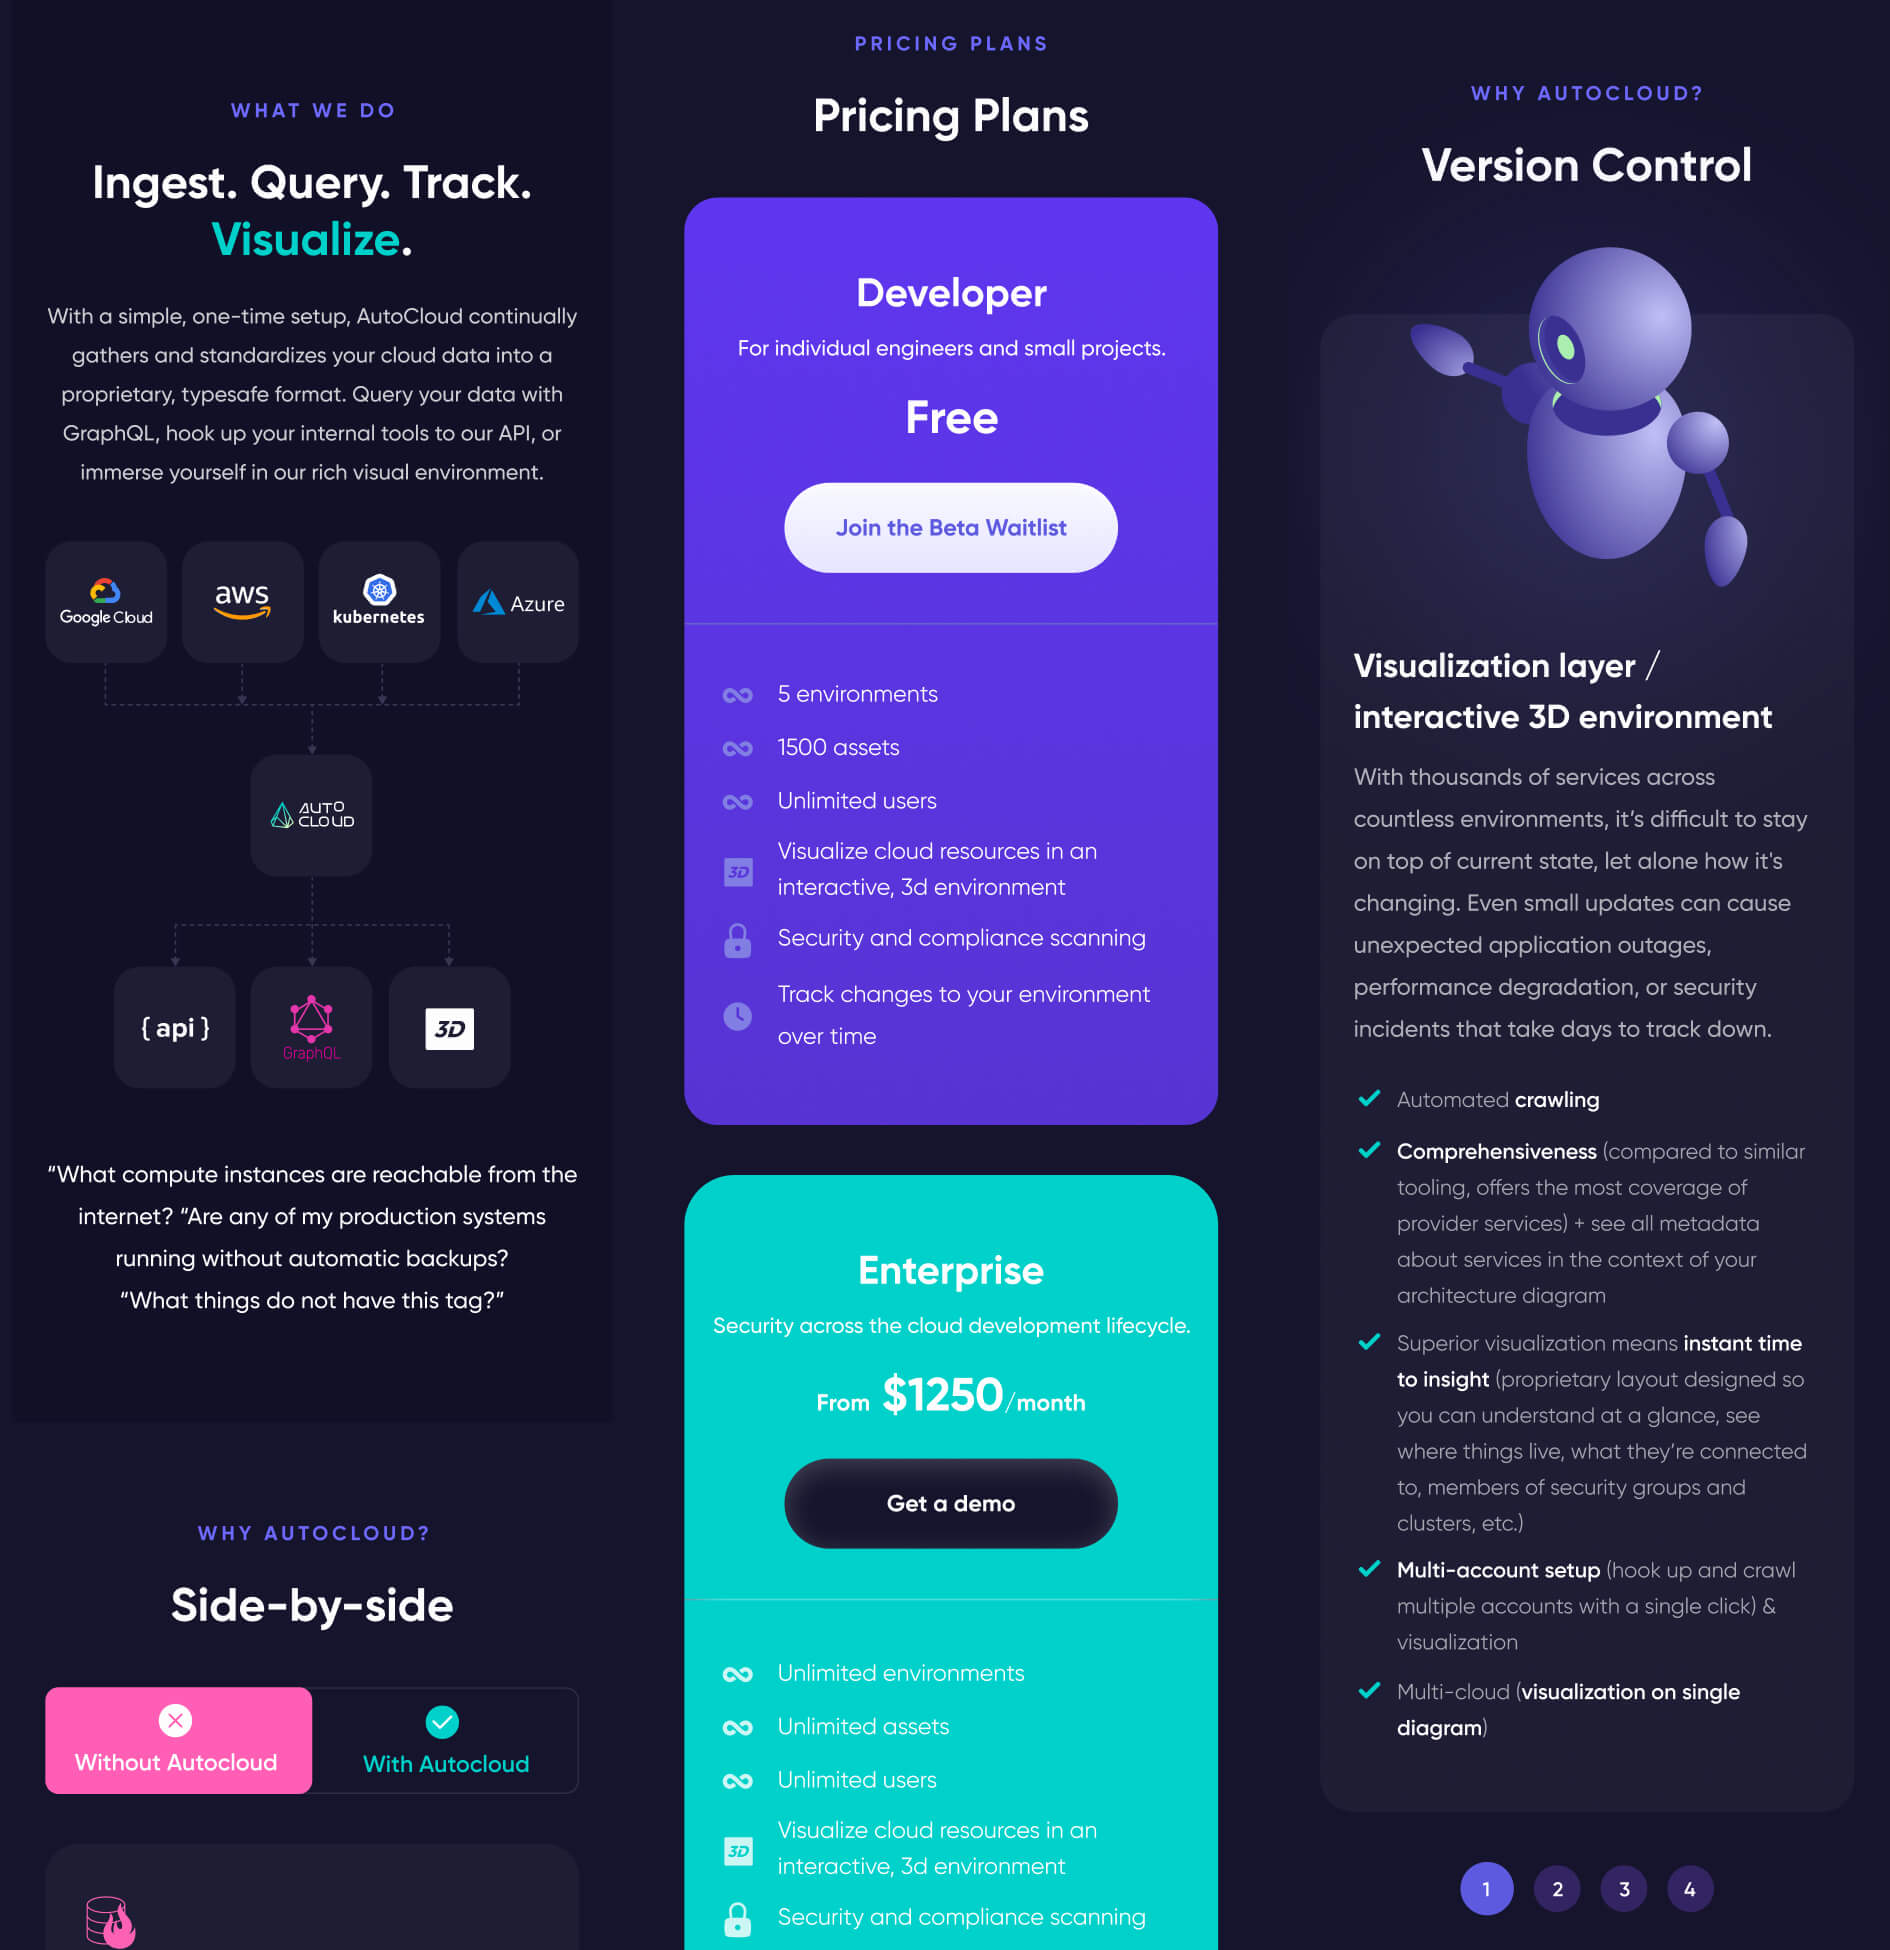 WHAT WE DO
Ingest. Query. Track.
Visualize.
With a simple, one-time setup, AutoCloud continually
gathers and standardizes your cloud data into a
proprietary, typesafe format. Query your data with
GraphQL, hook up your internal tools to our API, or
immerse yourself in our rich visual environment.
Google Cloud
aws
kubernetes
Azure
AUTO
CLOUD
{ api }
GraphQL
3D
“What compute instances are reachable from the
internet? “Are any of my production systems
running without automatic backups?
“What things do not have this tag?”
WHY AUTOCLOUD?
Side-by-side
Without Autocloud
With Autocloud
PRICING PLANS
Pricing Plans
Developer
For individual engineers and small projects.
Free
Join the Beta Waitlist
5 environments
1500 assets
Unlimited users
3D
Visualize cloud resources in an
interactive, 3d environment
Security and compliance scanning
Track changes to your environment
over time
Enterprise
Security across the cloud development lifecycle.
From $1250/month
Get a demo
Unlimited environments
Unlimited assets
Unlimited users
3D
Visualize cloud resources in an
interactive, 3d environment
Security and compliance scanning
WHY AUTOCLOUD?
Version Control
Visualization layer /
interactive 3D environment
With thousands of services across
countless environments, it’s difficult to stay
on top of current state, let alone how it's
changing. Even small updates can cause
unexpected application outages,
performance degradation, or security
incidents that take days to track down.
Automated crawling
Comprehensiveness (compared to similar
tooling, offers the most coverage of
provider services) + see all metadata
about services in the context of your
architecture diagram
Superior visualization means instant time
to insight (proprietary layout designed so
you can understand at a glance, see
where things live, what they’re connected
to, members of security groups and
clusters, etc.)
Multi-account setup (hook up and crawl
multiple accounts with a single click) &
visualization
Multi-cloud (visualization on single
diagram)
1
2
3
4